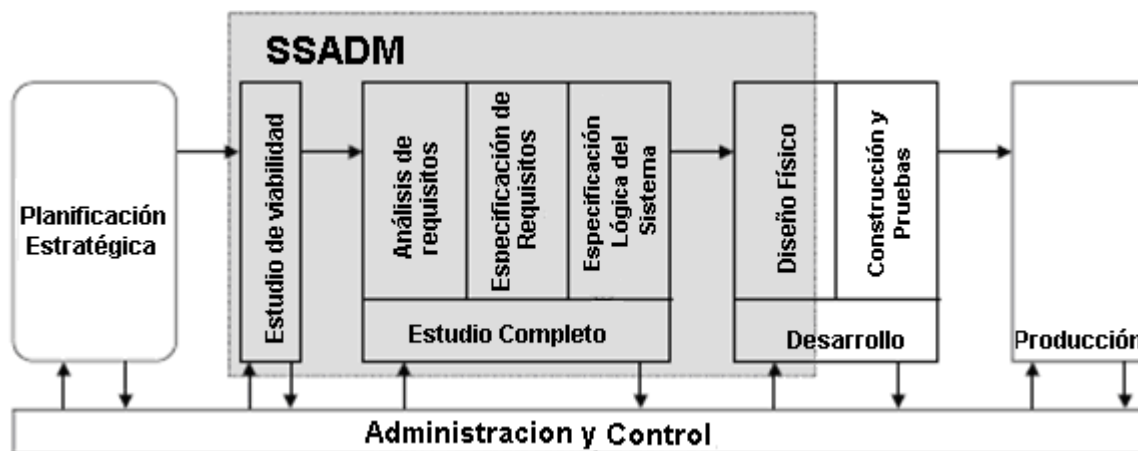 SSADM
Planificación
Estratégica
Estudio de viabilidad
Análisis de
requisitos
Especificación de
Requisitos
Especificación
Lógica del
Sistema
Estudio Completo
Diseño Físico
Construcción y
Pruebas
Desarrollo
Producción
Administracion y Control